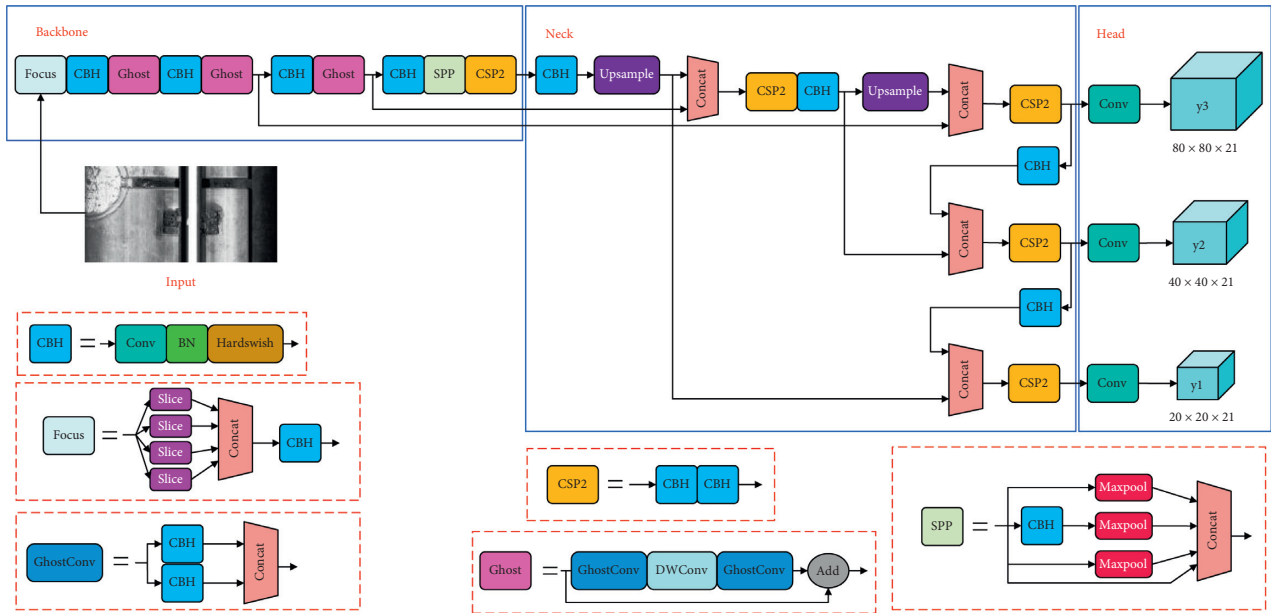 Backbone
Neck
Head
Focus CBH Ghost CBH Ghost CBH Ghost CBH SPP CSP2 CBH Upsample Concat CSP2 CBH Upsample Concat CSP2 Conv y3
80 × 80 × 21
CBH
Concat CSP2 Conv y2
40 × 40 × 21
CBH
Concat CSP2 Conv y1
20 × 20 × 21
Input
CBH = Conv BN Hardswish
Focus = Slice Slice Slice Slice Concat CBH
GhostConv = CBH CBH Concat
CSP2 = CBH CBH
Ghost = GhostConv DWConv GhostConv Add
SPP = CBH Maxpool Maxpool Maxpool Concat